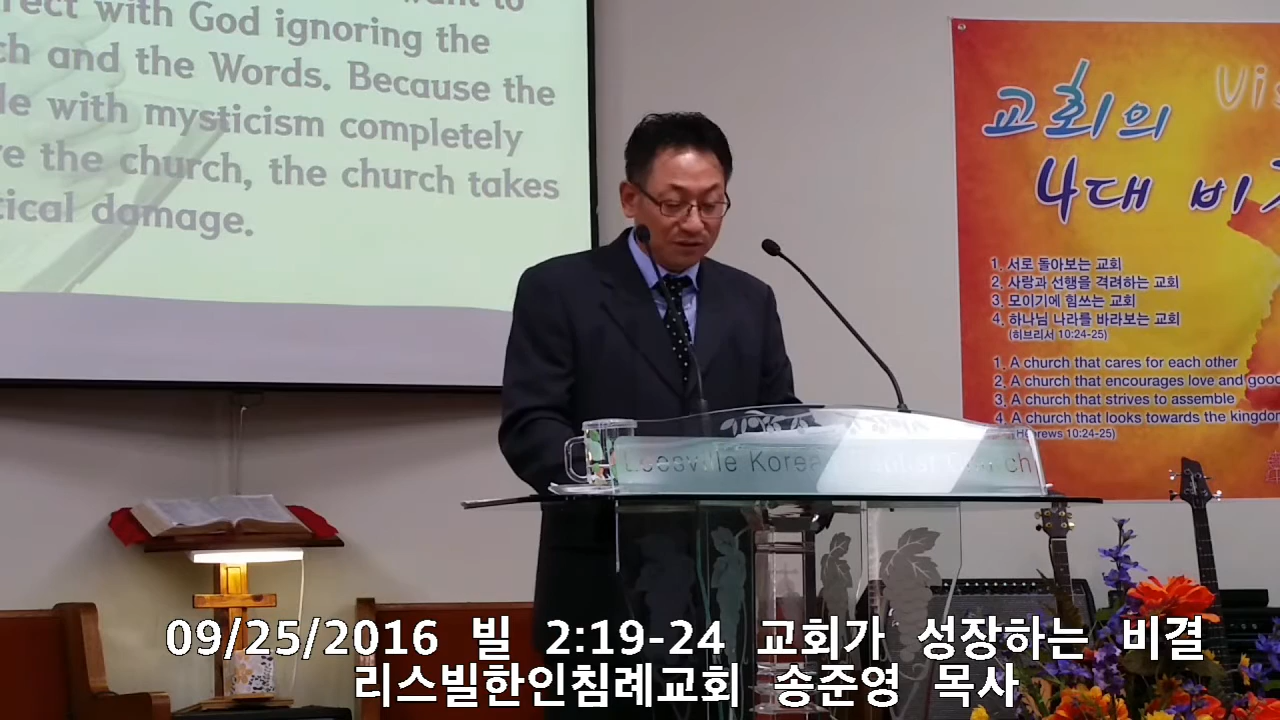 with God ignoring the
and the Words. Because the
with mysticism completely
the church, the church takes
damage.
교회의
4대
1. 서로 돌아보는 교회
2. 사랑과 선행을 격려하는 교회
3. 모이기에 힘쓰는 교회
4. 하나님 나라를 바라보는 교회
(히브리서 10:24-25)
1. A church that cares for each other
2. A church that encourages love and good
3. A church that strives to assemble
4. A church that looks towards the kingdom
(Hebrews 10:24-25)
Leesville Korean Baptist Church
09/25/2016 빌 2:19-24 교회가 성장하는 비결
리스빌한인침례교회 송준영 목사